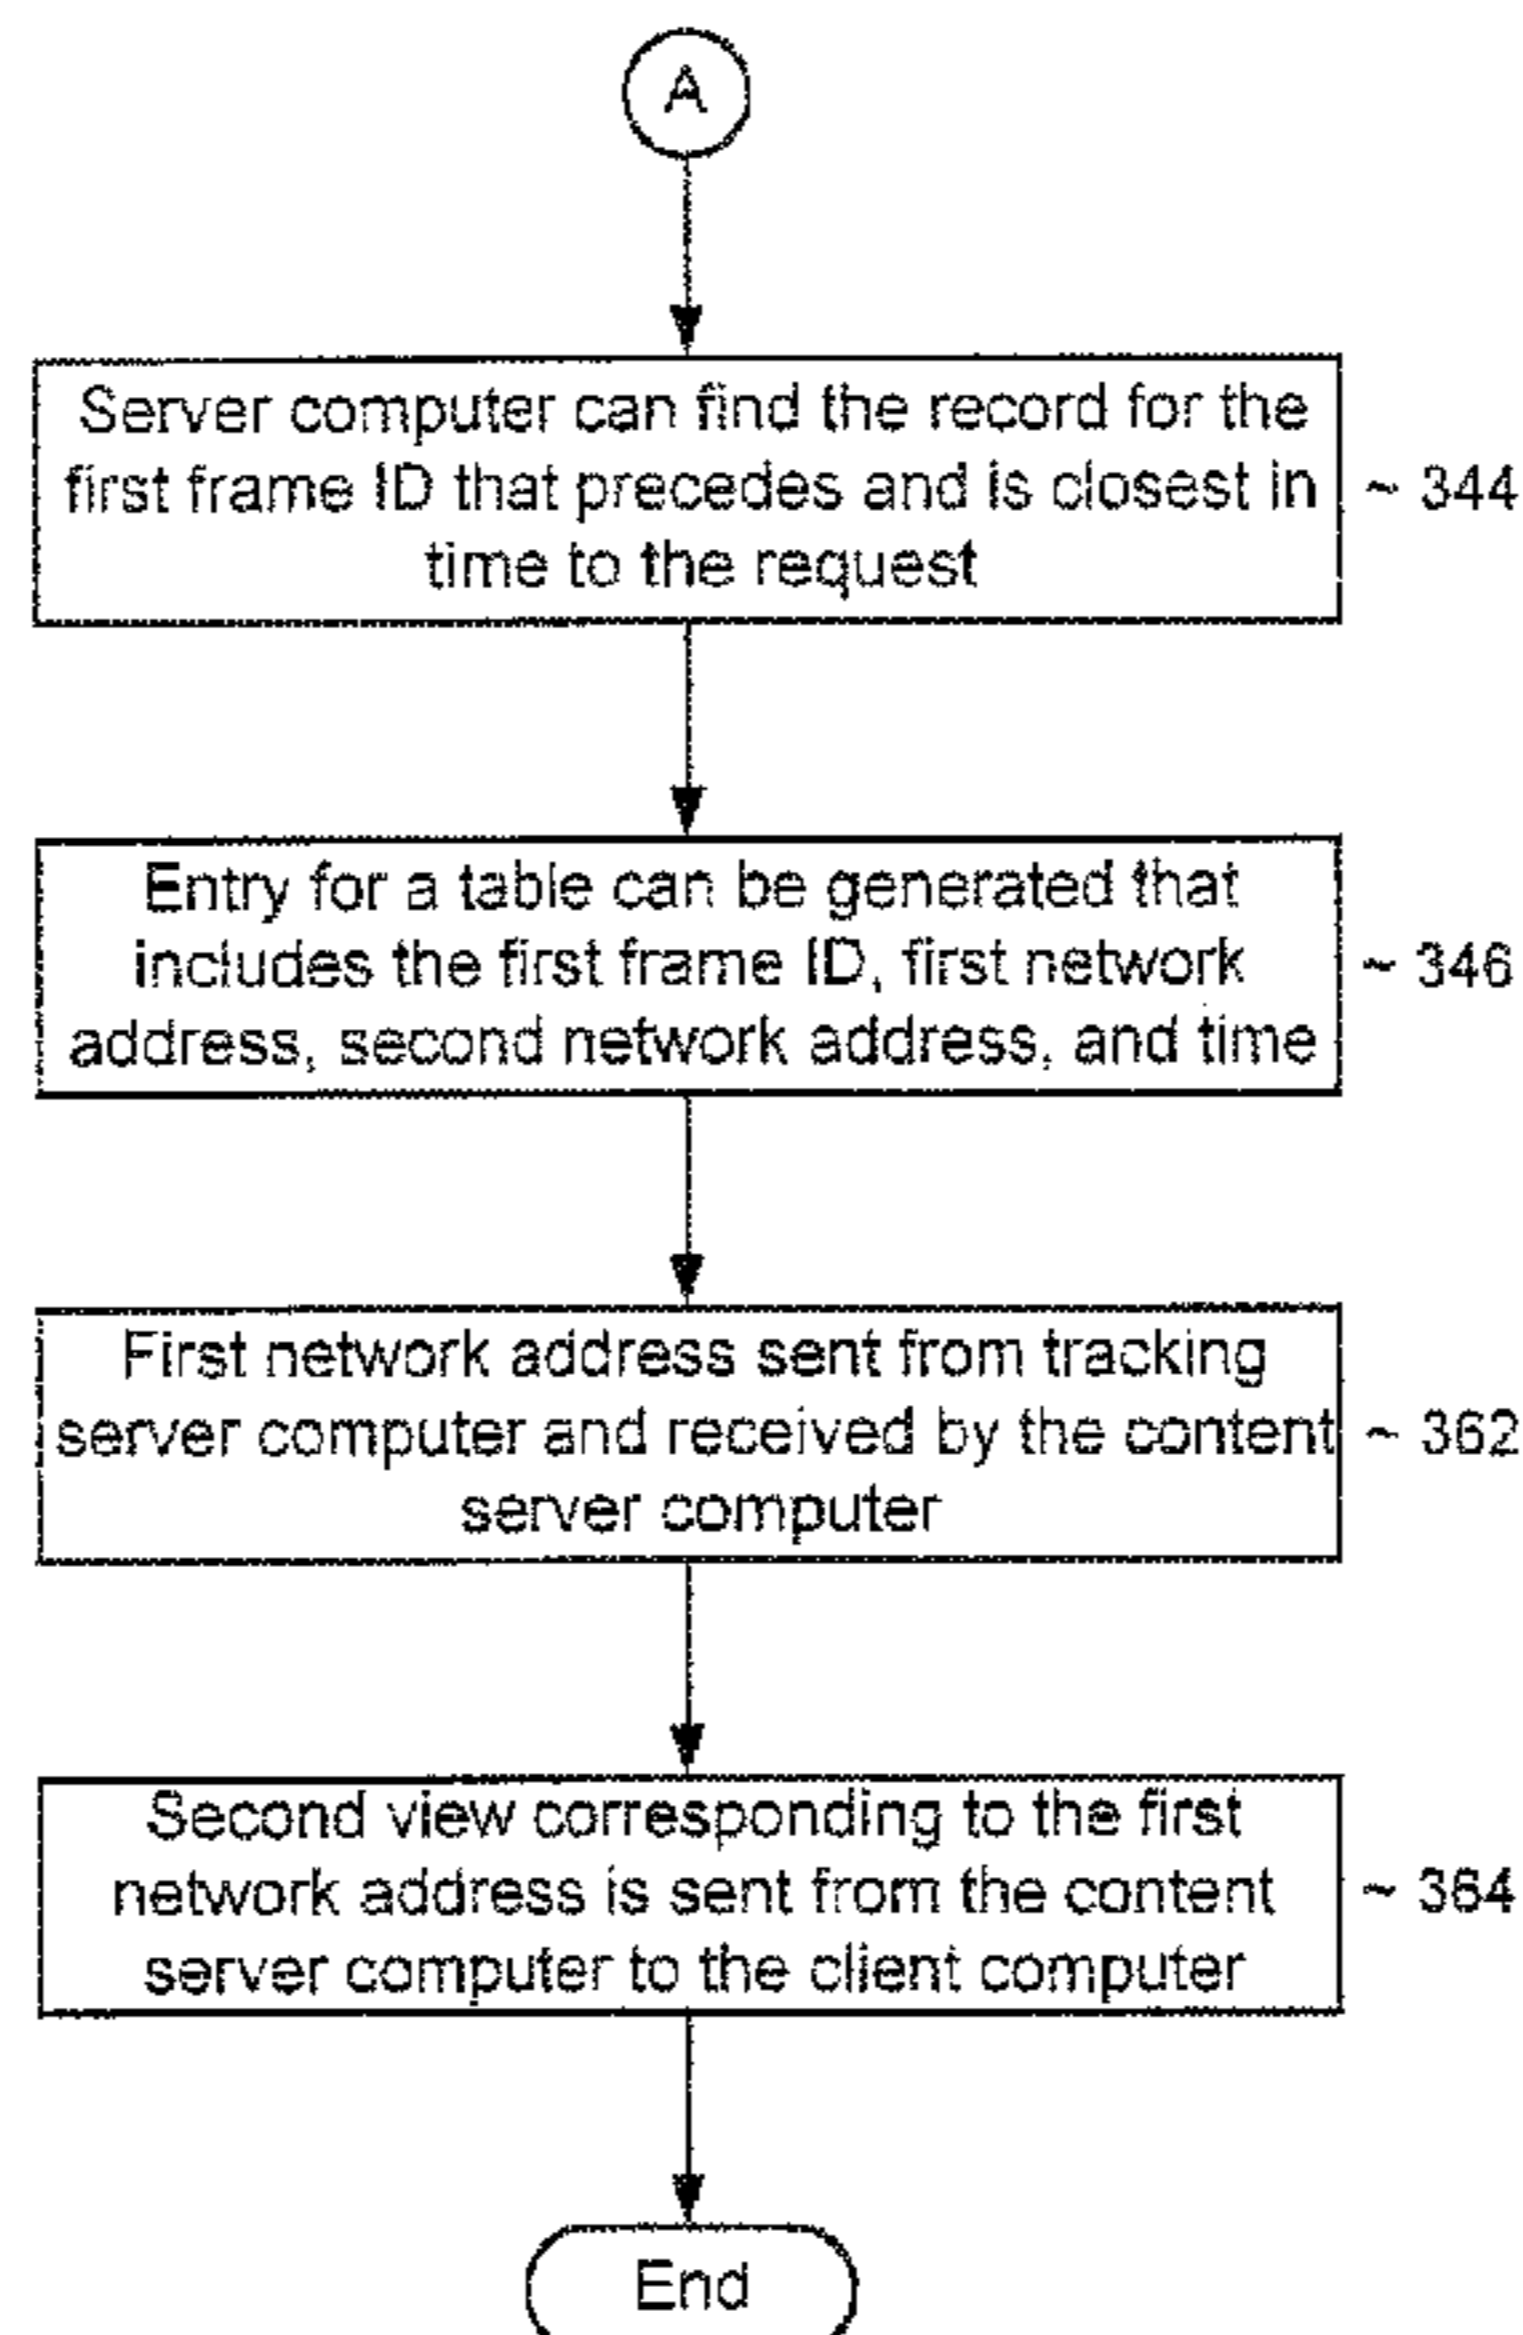 A
Server computer can find the record for the
first frame ID that precedes and is closest in
time to the request
~ 344
Entry for a table can be generated that
includes the first frame ID, first network
address, second network address, and time
~ 346
First network address sent from tracking
server computer and received by the content
server computer
~ 362
Second view corresponding to the first
network address is sent from the content
server computer to the client computer
~ 364
End